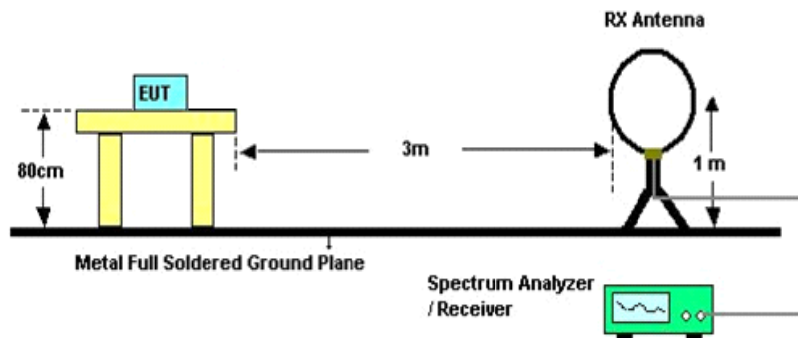 RX Antenna
EUT
80cm
3m
1 m
Metal Full Soldered Ground Plane
Spectrum Analyzer
/ Receiver